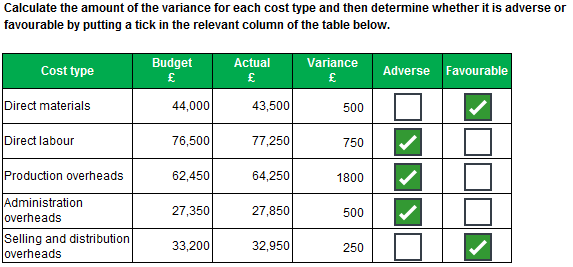 Calculate the amount of the variance for each cost type and then determine whether it is adverse or
favourable by putting a tick in the relevant column of the table below.
Cost type Budget £ Actual £ Variance £ Adverse Favourable
Direct materials 44,000 43,500 500
Direct labour 76,500 77,250 750
Production overheads 62,450 64,250 1800
Administration overheads 27,350 27,850 500
Selling and distribution overheads 33,200 32,950 250